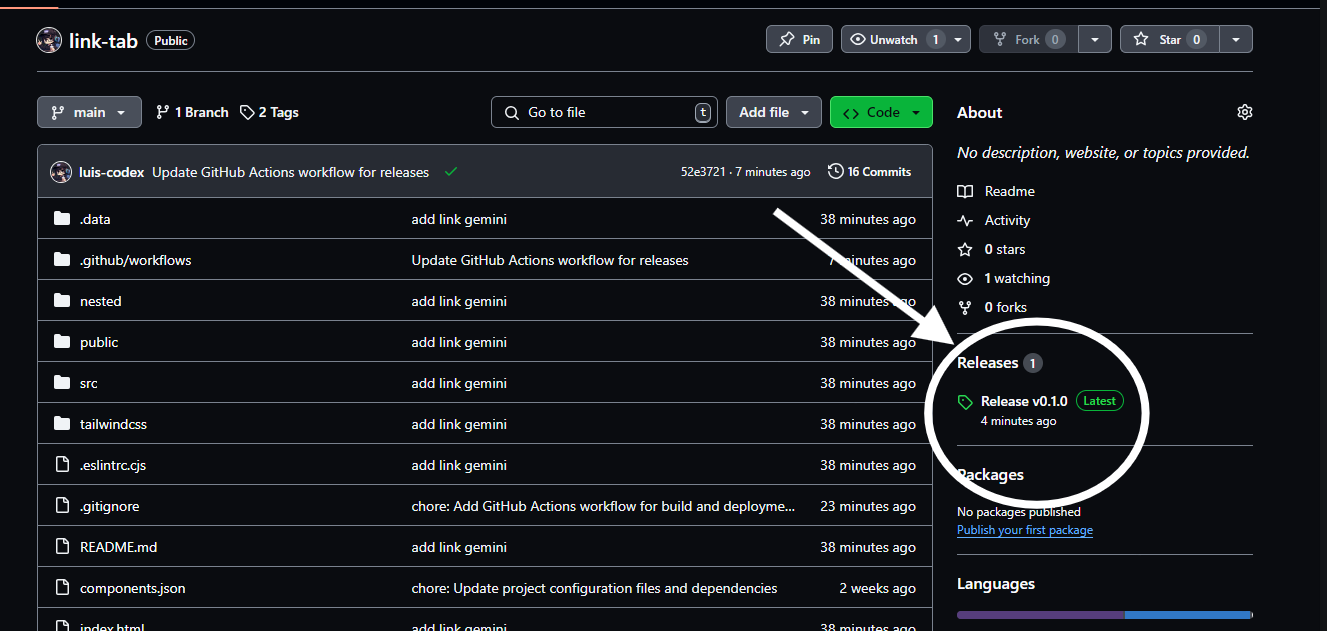 link-tab Public Pin Unwatch 1 Fork 0 Star 0
main 1 Branch 2 Tags Go to file t Add file Code
luis-codex Update GitHub Actions workflow for releases 52e3721 · 7 minutes ago 16 Commits
.data add link gemini 38 minutes ago
.github/workflows Update GitHub Actions workflow for releases 7 minutes ago
nested add link gemini 38 minutes ago
public add link gemini 38 minutes ago
src add link gemini 38 minutes ago
tailwindcss add link gemini 38 minutes ago
.eslintrc.cjs add link gemini 38 minutes ago
.gitignore chore: Add GitHub Actions workflow for build and deployme... 23 minutes ago
README.md add link gemini 38 minutes ago
components.json chore: Update project configuration files and dependencies 2 weeks ago
index.html add link gemini 38 minutes ago
About
No description, website, or topics provided.
Readme
Activity
0 stars
1 watching
0 forks
Releases 1
Release v0.1.0 Latest
4 minutes ago
Packages
No packages published
Publish your first package
Languages